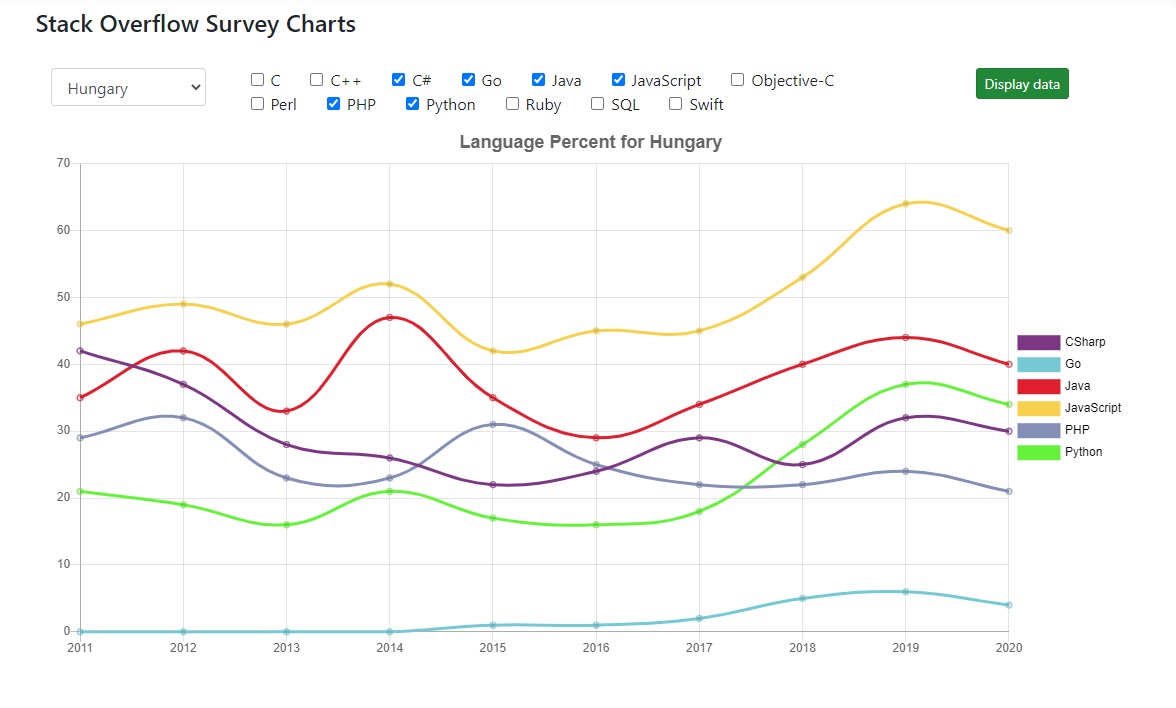 Stack Overflow Survey Charts
Hungary
C C++ C# Go Java JavaScript Objective-C
Perl PHP Python Ruby SQL Swift
Display data
Language Percent for Hungary
70
60
50
40
30
20
10
0
2011 2012 2013 2014 2015 2016 2017 2018 2019 2020
CSharp
Go
Java
JavaScript
PHP
Python